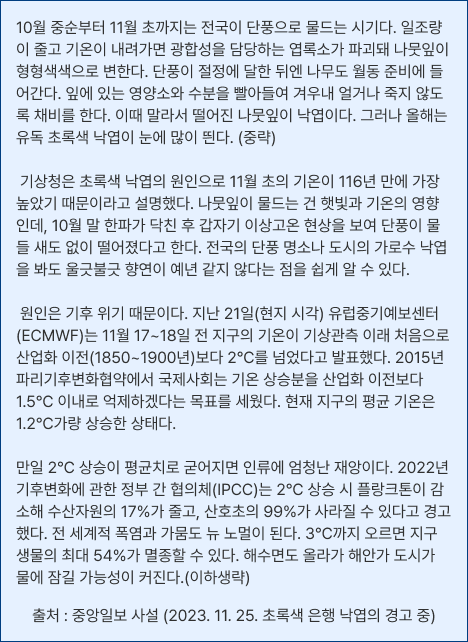 10월 중순부터 11월 초까지는 전국이 단풍으로 물드는 시기다. 일조량
이 줄고 기온이 내려가면 광합성을 담당하는 엽록소가 파괴돼 나뭇잎이
형형색색으로 변한다. 단풍이 절정에 달한 뒤엔 나무도 월동 준비에 들
어간다. 잎에 있는 영양소와 수분을 빨아들여 겨우내 얼거나 죽지 않도
록 채비를 한다. 이때 말라서 떨어진 나뭇잎이 낙엽이다. 그러나 올해는
유독 초록색 낙엽이 눈에 많이 띈다. (중략)
기상청은 초록색 낙엽의 원인으로 11월 초의 기온이 116년 만에 가장
높았기 때문이라고 설명했다. 나뭇잎이 물드는 건 햇빛과 기온의 영향
인데, 10월 말 한파가 닥친 후 갑자기 이상고온 현상을 보여 단풍이 물
들 새도 없이 떨어졌다고 한다. 전국의 단풍 명소나 도시의 가로수 낙엽
을 봐도 울긋불긋 향연이 예년 같지 않다는 점을 쉽게 알 수 있다.
원인은 기후 위기 때문이다. 지난 21일(현지 시각) 유럽중기예보센터
(ECMWF)는 11월 17~18일 전 지구의 기온이 기상관측 이래 처음으로
산업화 이전(1850~1900년)보다 2℃를 넘었다고 발표했다. 2015년
파리기후변화협약에서 국제사회는 기온 상승분을 산업화 이전보다
1.5℃ 이내로 억제하겠다는 목표를 세웠다. 현재 지구의 평균 기온은
1.2℃가량 상승한 상태다.
만일 2℃ 상승이 평균치로 굳어지면 인류에 엄청난 재앙이다. 2022년
기후변화에 관한 정부 간 협의체(IPCC)는 2℃ 상승 시 플랑크톤이 감
소해 수산자원의 17%가 줄고, 산호초의 99%가 사라질 수 있다고 경고
했다. 전 세계적 폭염과 가뭄도 뉴 노멀이 된다. 3℃까지 오르면 지구
생물의 최대 54%가 멸종할 수 있다. 해수면도 올라가 해안가 도시가
물에 잠길 가능성이 커진다.(이하생략)
출처 : 중앙일보 사설 (2023. 11. 25. 초록색 은행 낙엽의 경고 중)